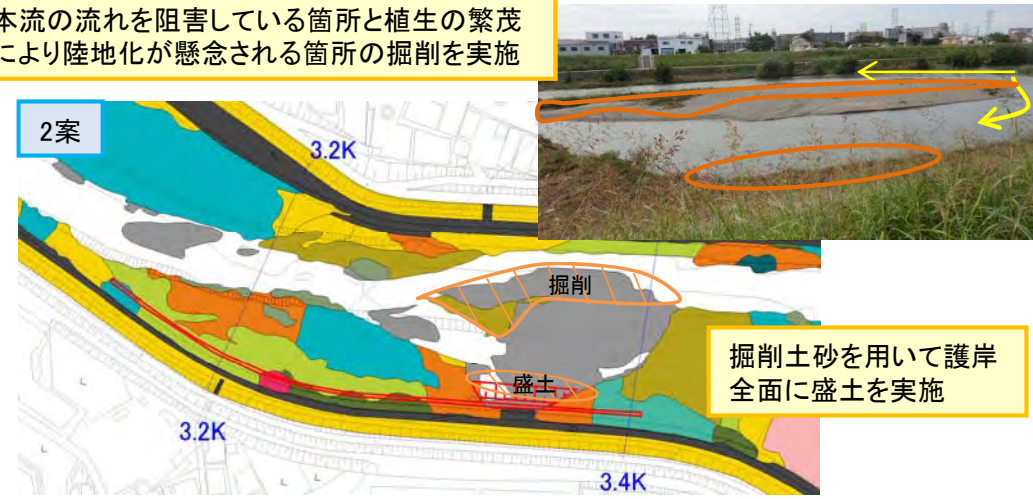 本流の流れを阻害している箇所と植生の繁茂
により陸地化が懸念される箇所の掘削を実施
2案
3.2K
掘削
掘削土砂を用いて護岸
全面に盛土を実施
盛土
3.2K
3.4K